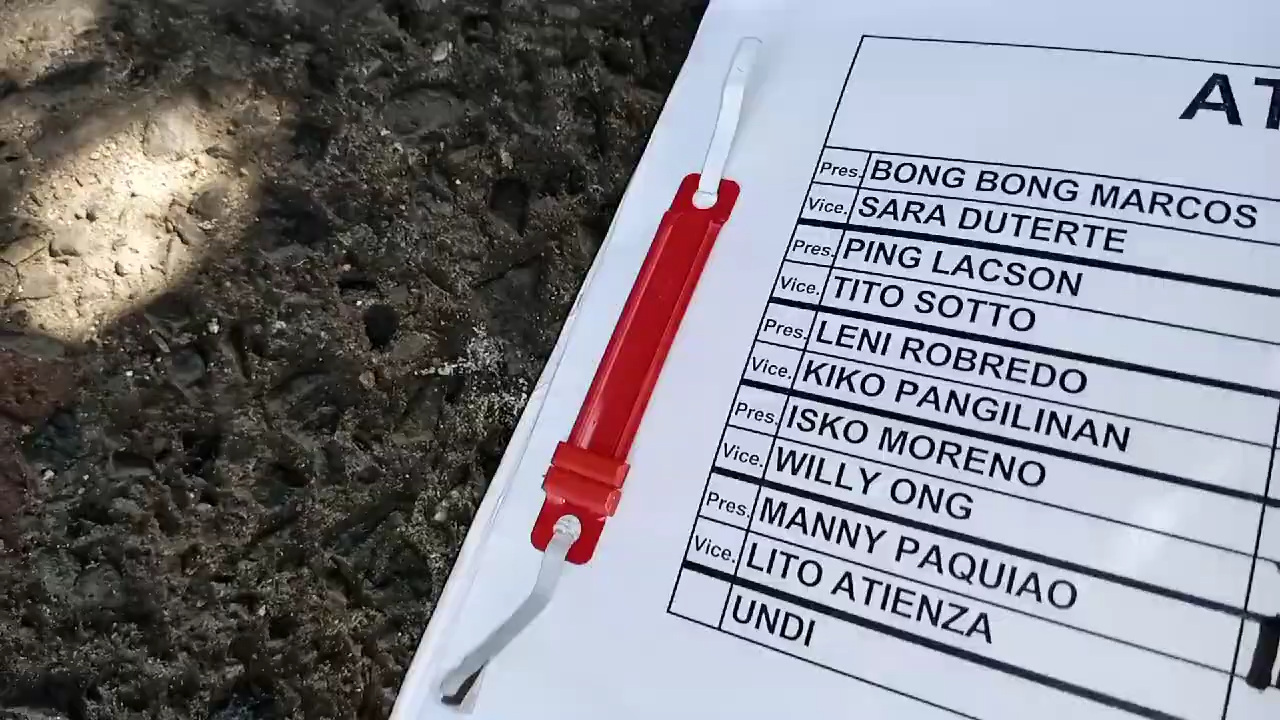 AT
Pres. BONG BONG MARCOS
Vice. SARA DUTERTE
Pres. PING LACSON
Vice. TITO SOTTO
Pres. LENI ROBREDO
Vice. KIKO PANGILINAN
Pres. ISKO MORENO
Vice. WILLY ONG
Pres. MANNY PAQUIAO
Vice. LITO ATIENZA
UNDI